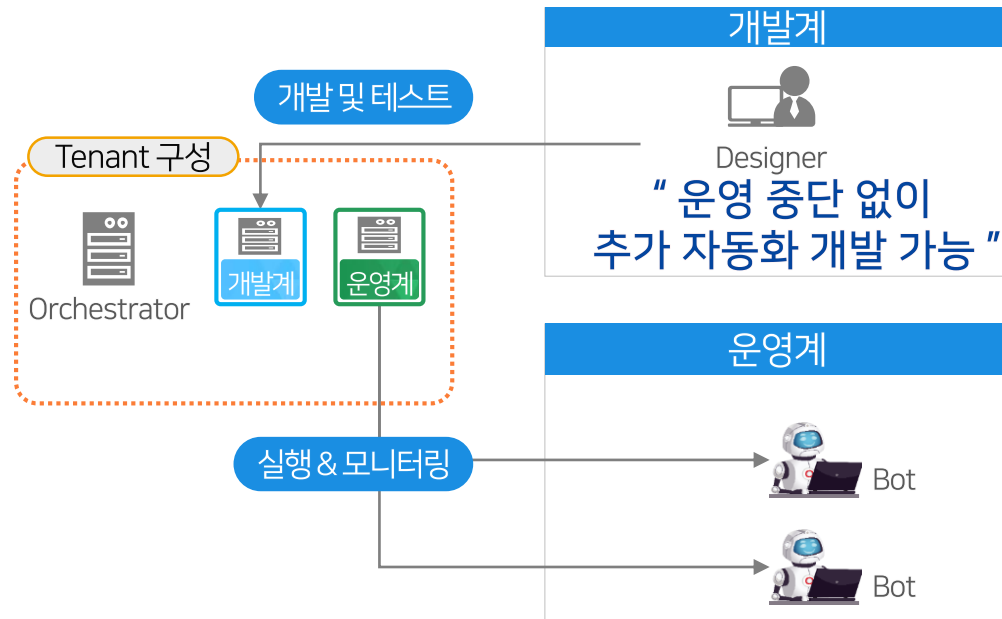 개발계
개발 및 테스트
Designer
“ 운영 중단 없이
추가 자동화 개발 가능 ”
Tenant 구성
Orchestrator
개발계
운영계
운영계
실행 & 모니터링
Bot
Bot